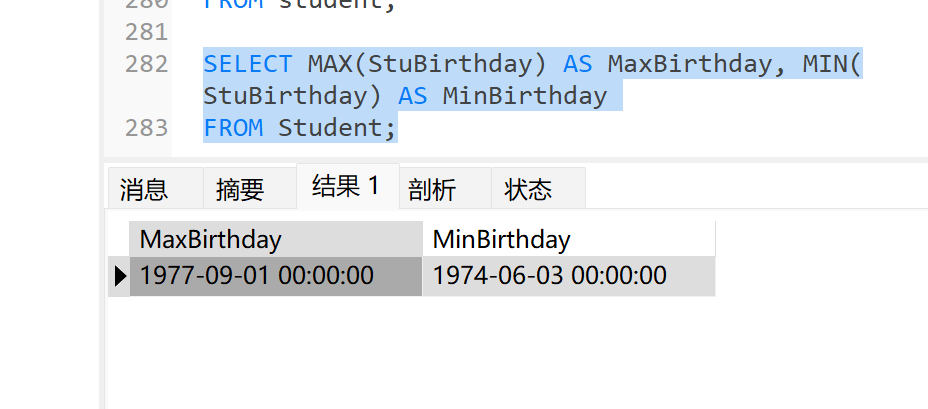 280 FROM student;
281
282 SELECT MAX(StuBirthday) AS MaxBirthday, MIN(
StuBirthday) AS MinBirthday
283 FROM Student;
消息 摘要 结果 1 剖析 状态
MaxBirthday MinBirthday
1977-09-01 00:00:00 1974-06-03 00:00:00